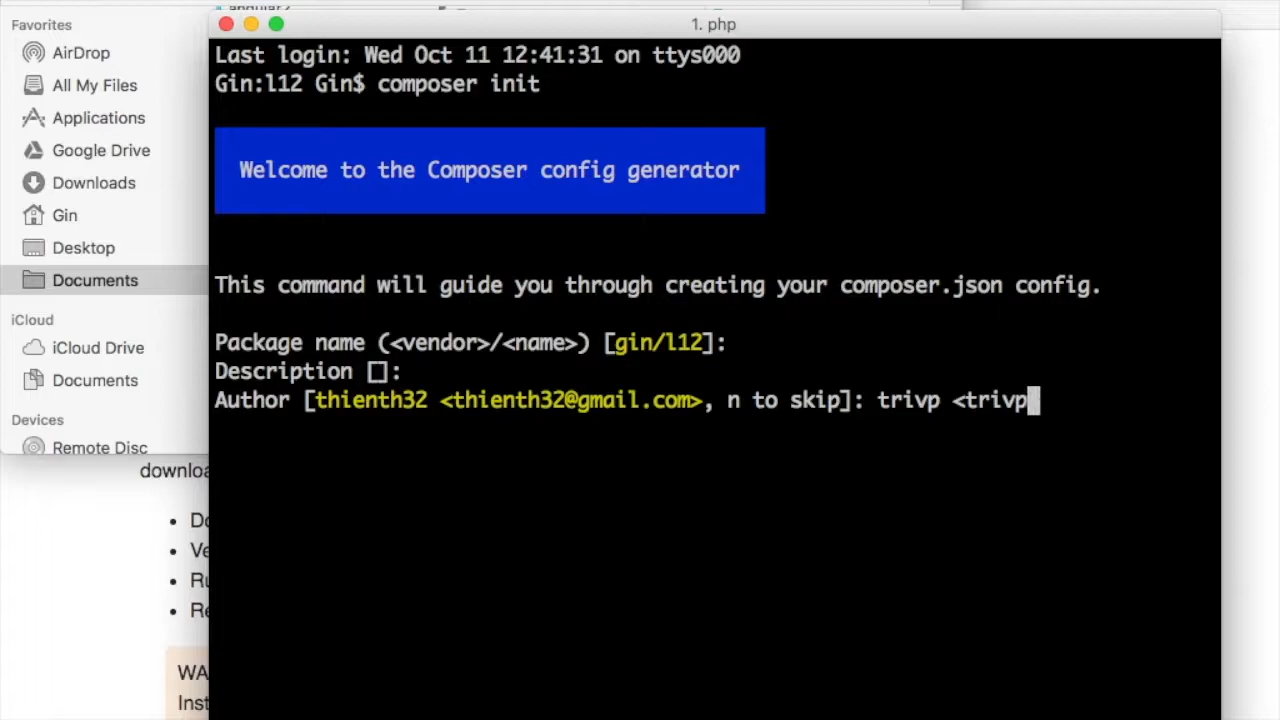 Favorites
AirDrop
All My Files
Applications
Google Drive
Downloads
Gin
Desktop
Documents
iCloud
iCloud Drive
Documents
Devices
Remote Disc
1. php
Last login: Wed Oct 11 12:41:31 on ttys000
Gin:l12 Gin$ composer init
Welcome to the Composer config generator
This command will guide you through creating your composer.json config.
Package name (<vendor>/<name>) [gin/l12]:
Description []:
Author [thienth32 <thienth32@gmail.com>, n to skip]: trivp <trivp